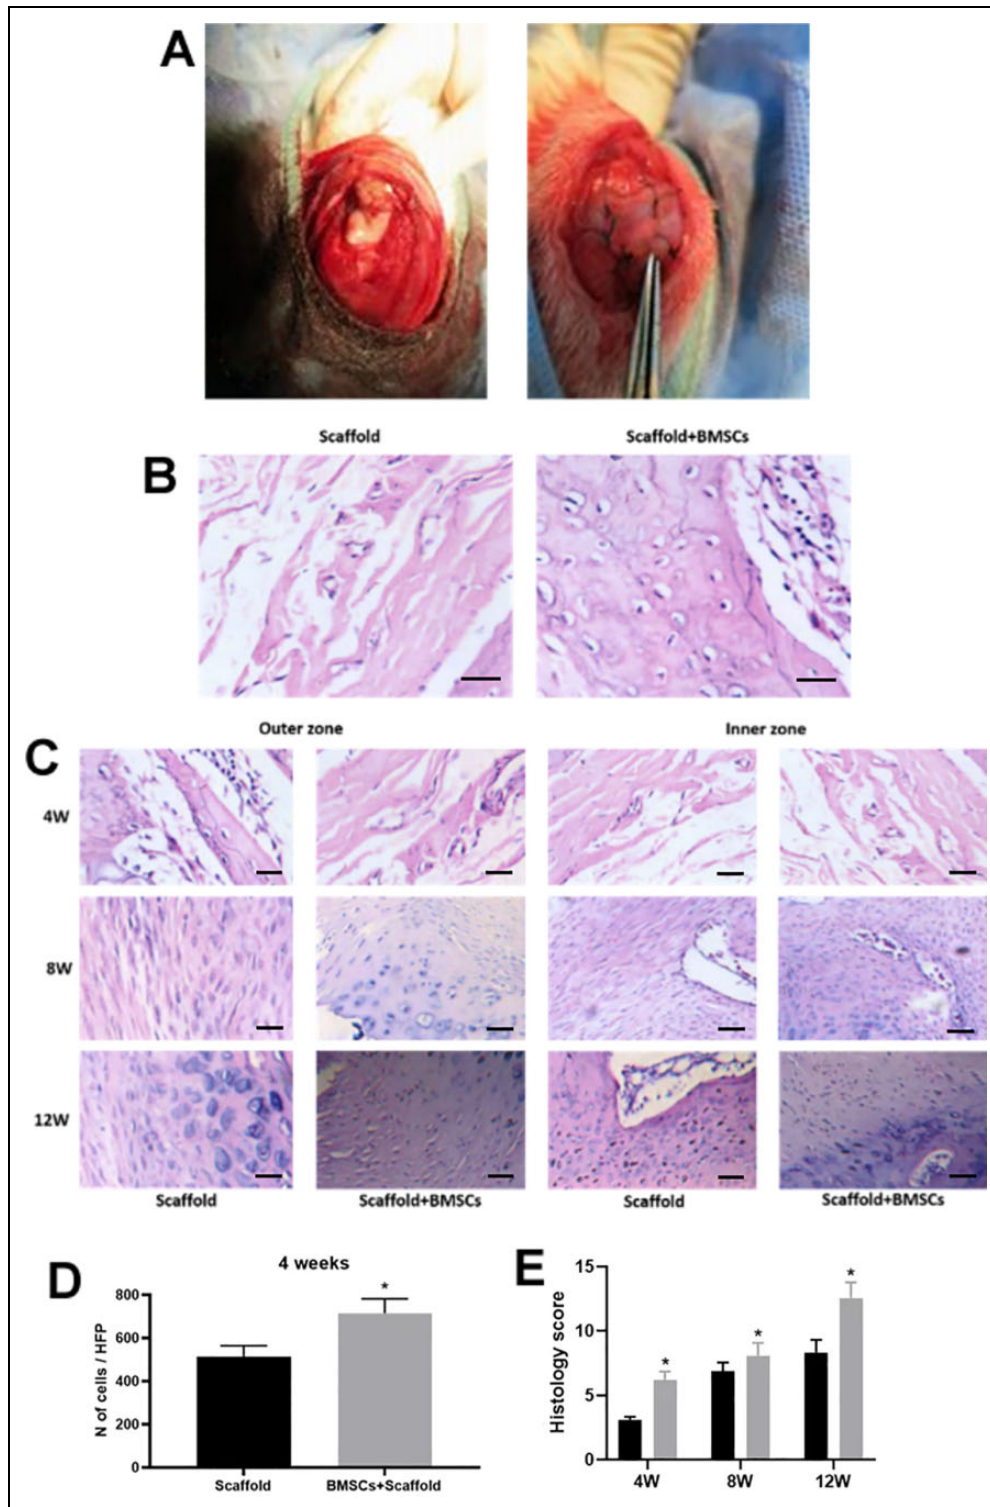 A
Scaffold Scaffold+BMSCs
B
Outer zone Inner zone
C
4W
8W
12W
Scaffold Scaffold+BMSCs Scaffold Scaffold+BMSCs
D
4 weeks
*
N of cells / HFP
800
600
400
200
0
Scaffold BMSCs+Scaffold
E
Histology score
15
10
5
0
* * *
4W 8W 12W